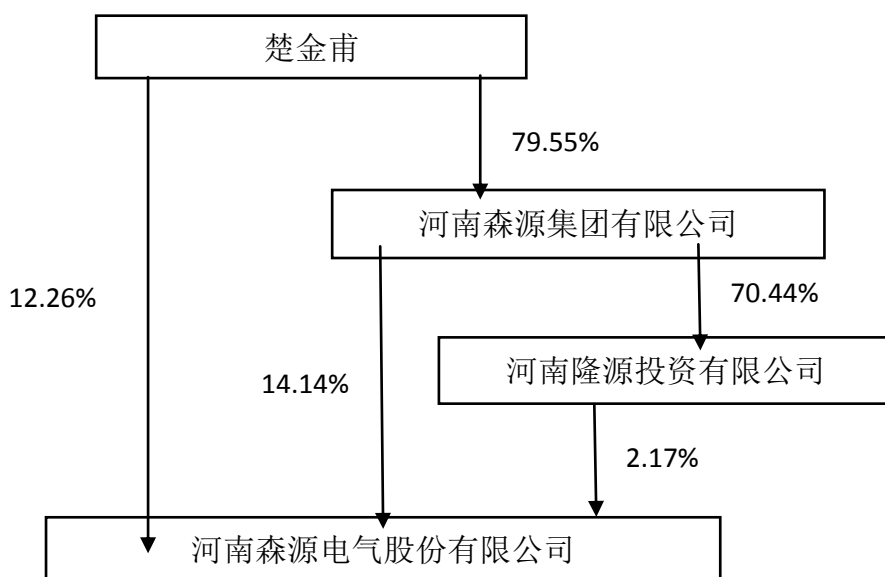 楚金甫
79.55%
河南森源集团有限公司
12.26%
70.44%
14.14%
河南隆源投资有限公司
2.17%
河南森源电气股份有限公司